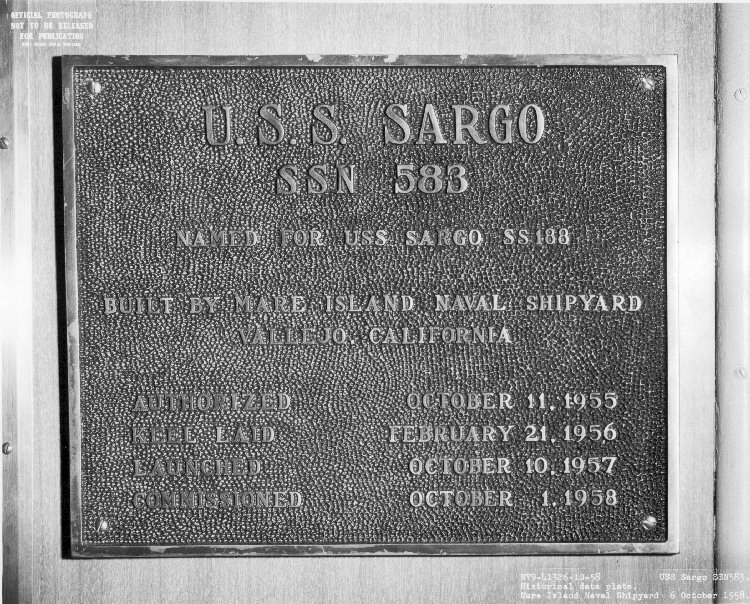 OFFICIAL PHOTOGRAPH
NOT TO BE RELEASED
FOR PUBLICATION
U.S.S. SARGO
SSN 583
NAMED FOR USS SARGO SS188
BUILT BY MARE ISLAND NAVAL SHIPYARD
VALLEJO, CALIFORNIA
AUTHORIZED OCTOBER 11, 1955
KEEL LAID FEBRUARY 21, 1956
LAUNCHED OCTOBER 10, 1957
COMMISSIONED OCTOBER 1, 1958
USS Sargo SSN583.
Historical data plate.
Mare Island Naval Shipyard 6 October 1958.